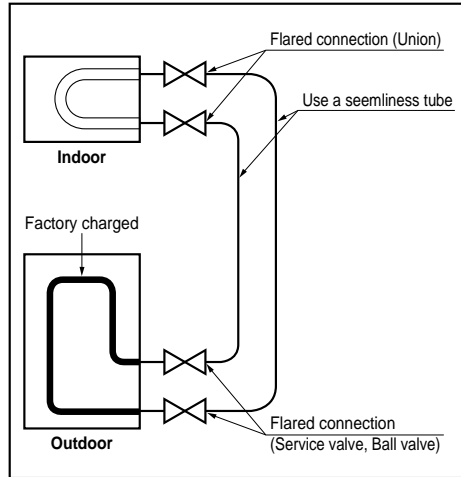 Flared connection (Union)
Use a seemliness tube
Indoor
Factory charged
Outdoor
Flared connection
(Service valve, Ball valve)